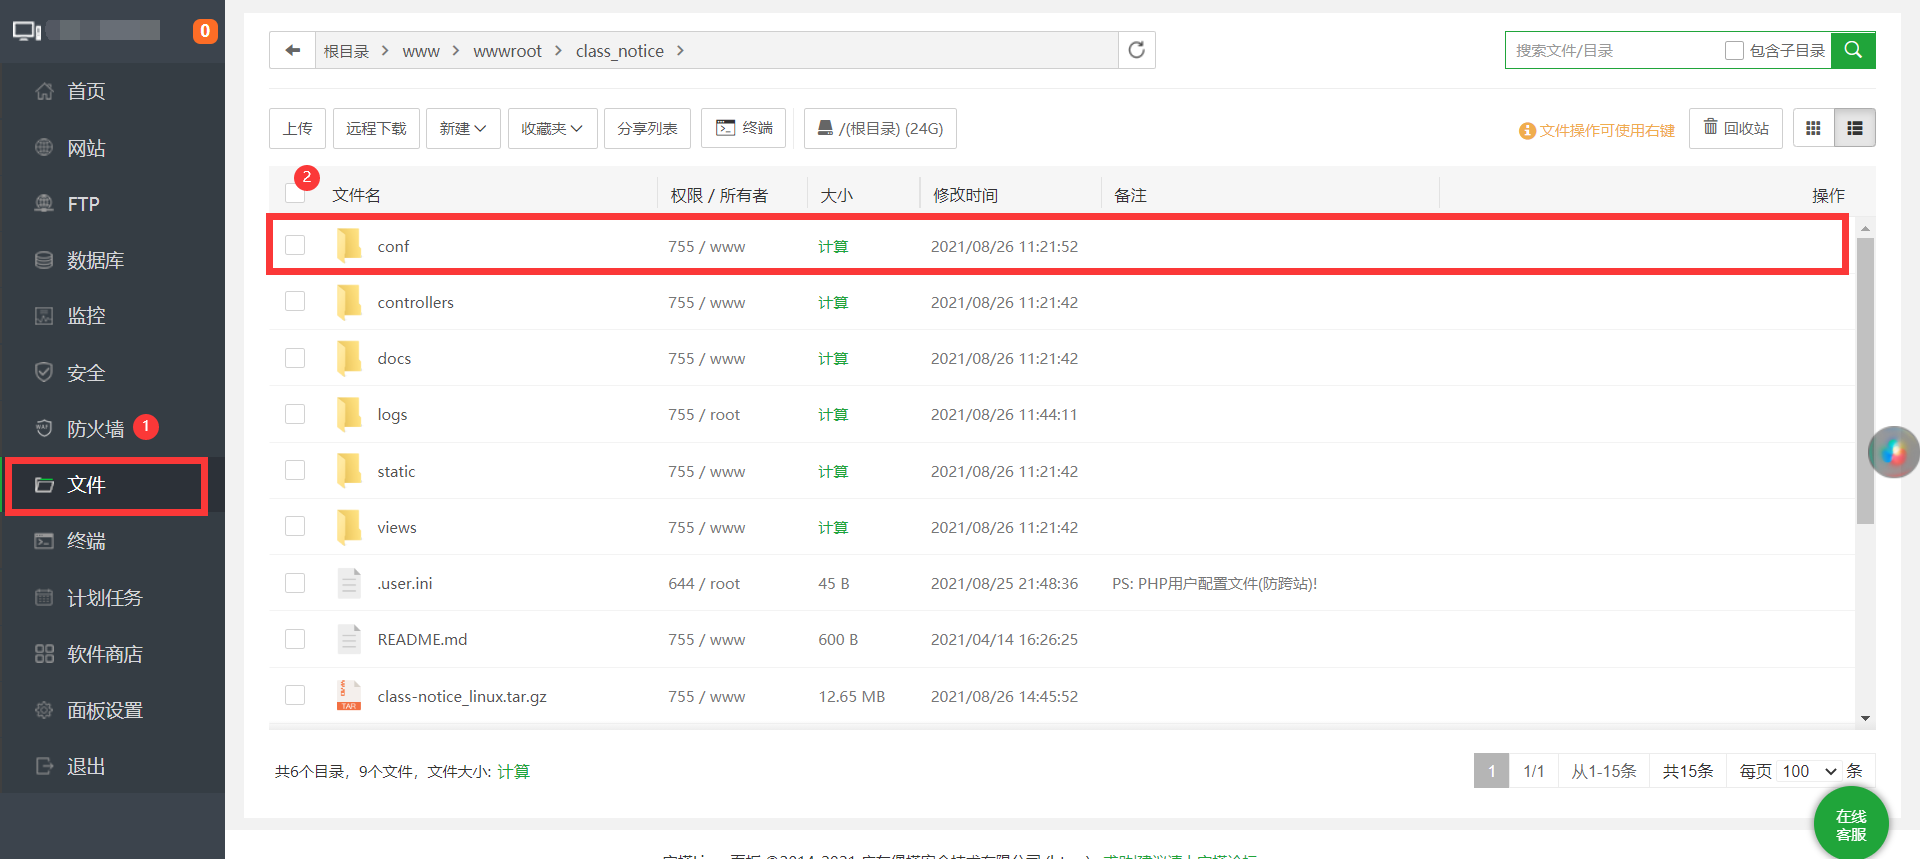 0
首页
网站
FTP
数据库
监控
安全
防火墙 1
文件
终端
计划任务
软件商店
面板设置
退出
根目录 > www > wwwroot > class_notice >
搜索文件/目录 包含子目录
上传 远程下载 新建 收藏夹 分享列表 终端 /(根目录) (24G)
文件操作可使用右键 回收站
2
文件名 权限 / 所有者 大小 修改时间 备注 操作
conf 755 / www 计算 2021/08/26 11:21:52
controllers 755 / www 计算 2021/08/26 11:21:42
docs 755 / www 计算 2021/08/26 11:21:42
logs 755 / root 计算 2021/08/26 11:44:11
static 755 / www 计算 2021/08/26 11:21:42
views 755 / www 计算 2021/08/26 11:21:42
.user.ini 644 / root 45 B 2021/08/25 21:48:36 PS: PHP用户配置文件(防跨站)!
README.md 755 / www 600 B 2021/04/14 16:26:25
TAR class-notice_linux.tar.gz 755 / www 12.65 MB 2021/08/26 14:45:52
共6个目录，9个文件，文件大小: 计算
1 1/1 从1-15条 共15条 每页 100 条
在线
客服